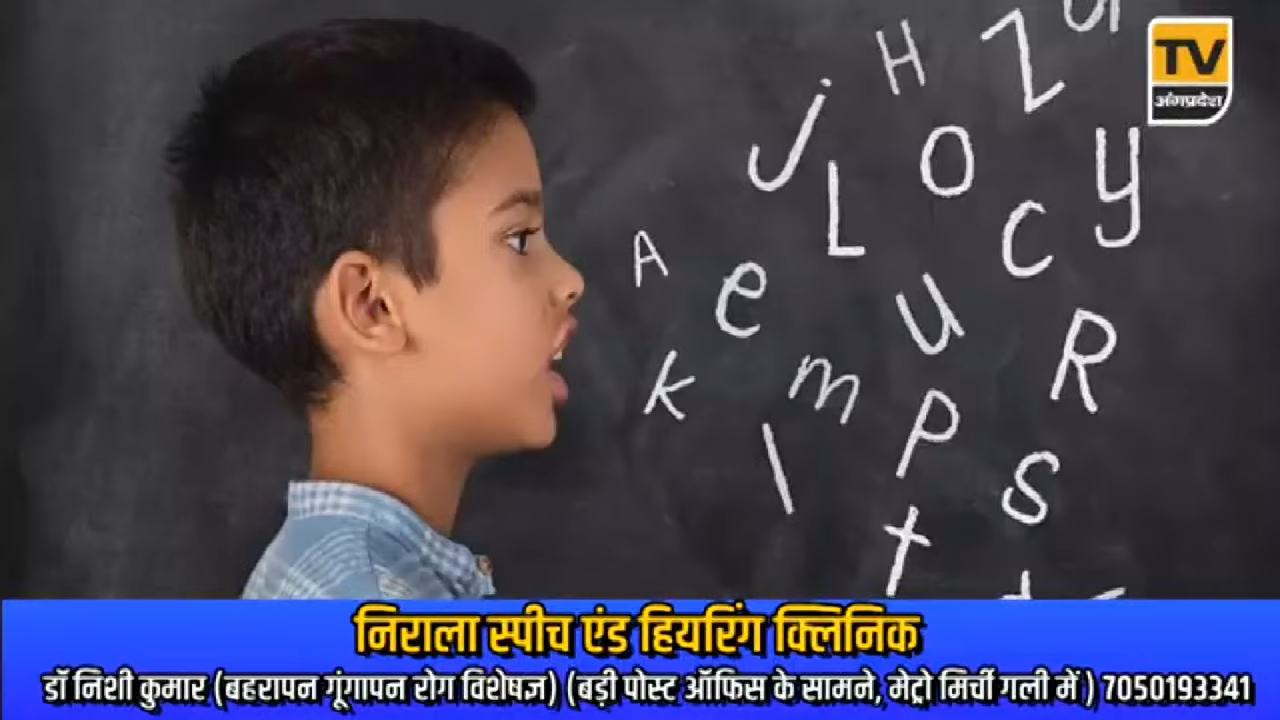 H Z
TV
अंगप्रदेश
J L O C y
A e u R
k m p
l t s
निराला स्पीच एंड हियरिंग क्लिनिक
डॉ निशी कुमार (बहरापन गूंगापन रोग विशेषज्ञ) (बड़ी पोस्ट ऑफिस के सामने, मेट्रो मिर्ची गली में ) 7050193341